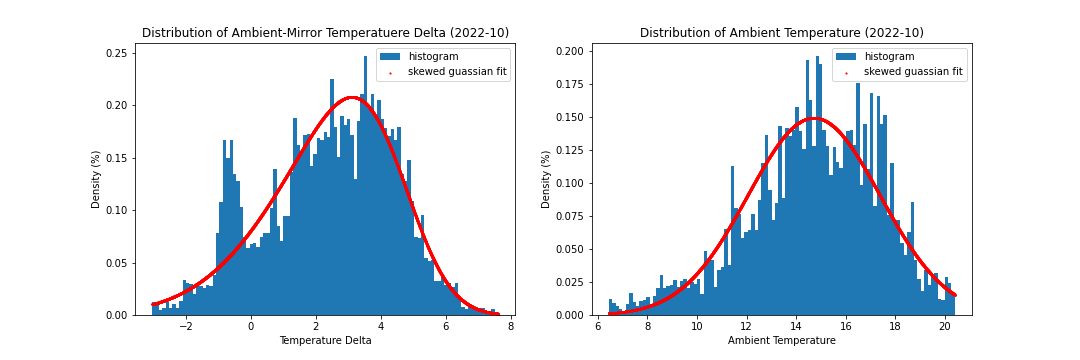 Distribution of Ambient-Mirror Temperatuere Delta (2022-10)
histogram
skewed guassian fit
0.25
0.20
0.15
0.10
0.05
0.00
Density (%)
−2
0
2
4
6
8
Temperature Delta
Distribution of Ambient Temperature (2022-10)
histogram
skewed guassian fit
0.200
0.175
0.150
0.125
0.100
0.075
0.050
0.025
0.000
Density (%)
6
8
10
12
14
16
18
20
Ambient Temperature